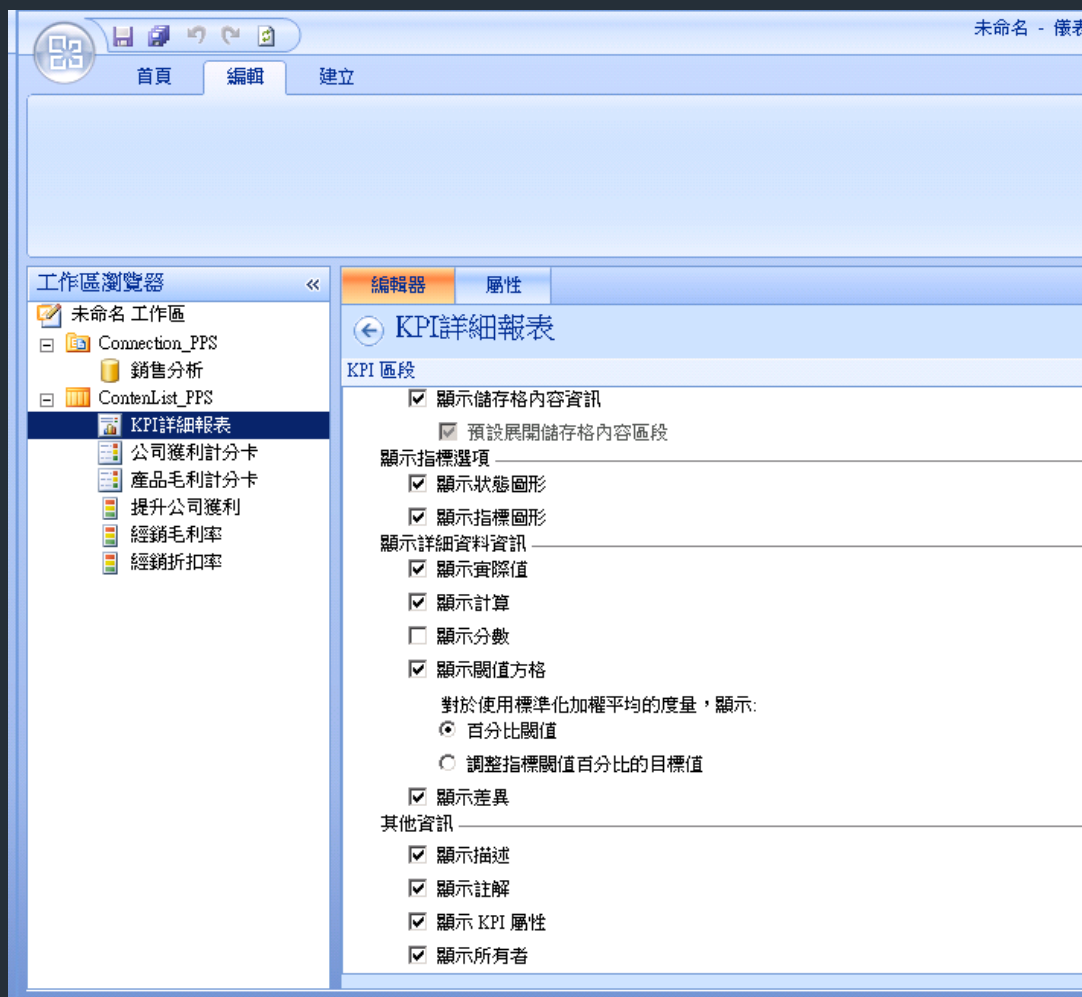 未命名 - 儀表
首頁 編輯 建立
工作區瀏覽器 «
未命名 工作區
Connection_PPS
銷售分析
ContenList_PPS
KPI詳細報表
公司獲利計分卡
產品毛利計分卡
提升公司獲利
經銷毛利率
經銷折扣率
編輯器 屬性
KPI詳細報表
KPI 區段
顯示儲存格內容資訊
預設展開儲存格內容區段
顯示指標選項
顯示狀態圖形
顯示指標圖形
顯示詳細資料資訊
顯示實際值
顯示計算
顯示分數
顯示閾值方格
對於使用標準化加權平均的度量，顯示:
百分比閾值
調整指標閾值百分比的目標值
顯示差異
其他資訊
顯示描述
顯示註解
顯示 KPI 屬性
顯示所有者